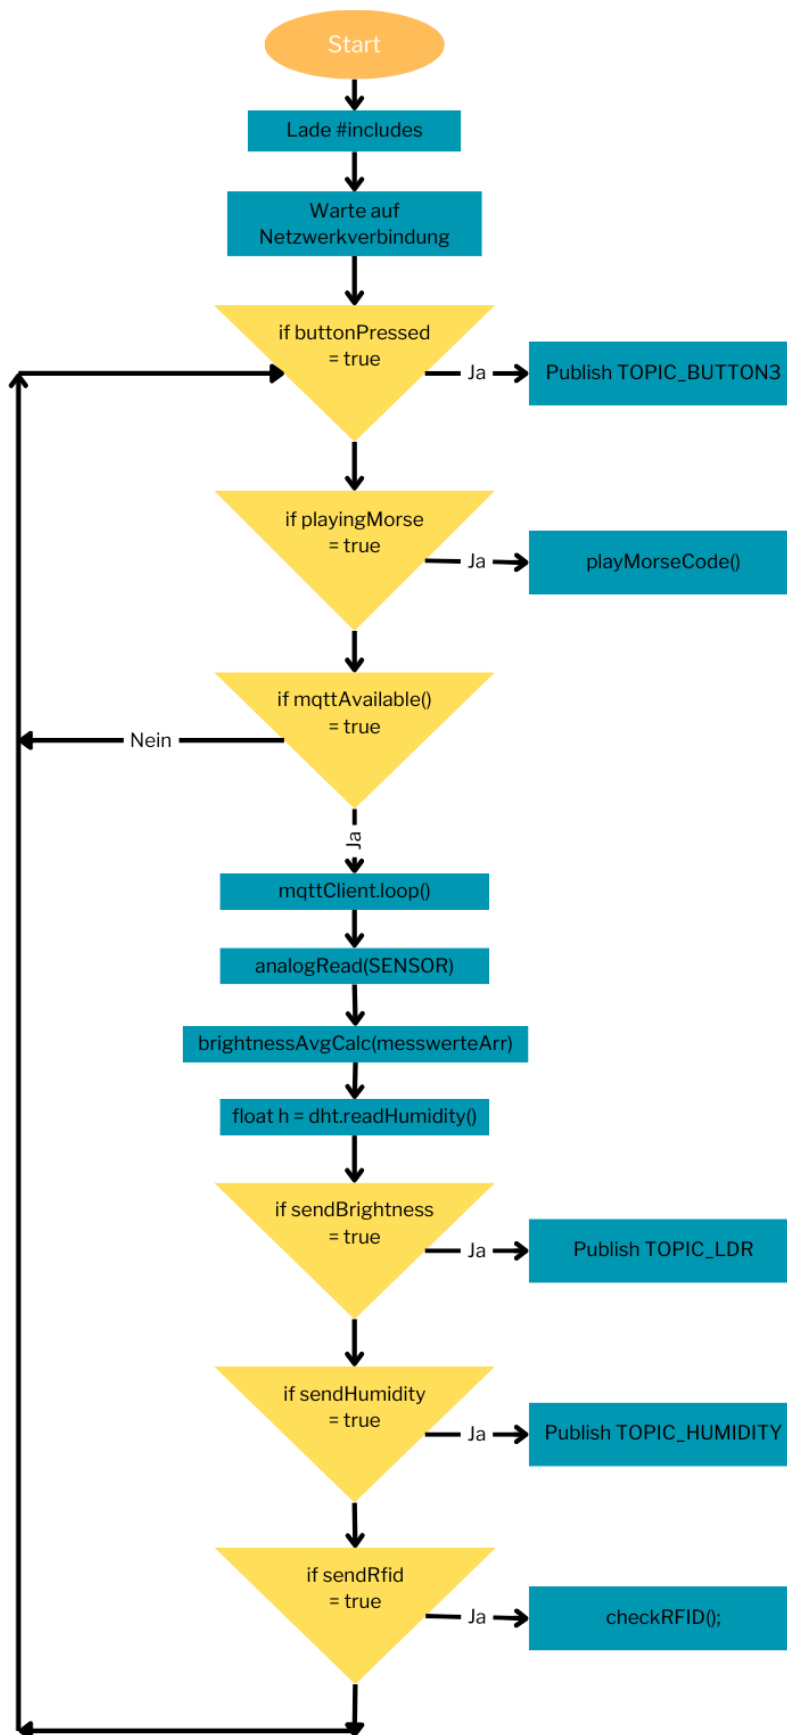 Start
Lade #includes
Warte auf
Netzwerkverbindung
if buttonPressed
= true
Ja
Publish TOPIC_BUTTON3
if playingMorse
= true
Ja
playMorseCode()
if mqttAvailable()
= true
Nein
Ja
mqttClient.loop()
analogRead(SENSOR)
brightnessAvgCalc(messwerteArr)
float h = dht.readHumidity()
if sendBrightness
= true
Ja
Publish TOPIC_LDR
if sendHumidity
= true
Ja
Publish TOPIC_HUMIDITY
if sendRfid
= true
Ja
checkRFID();